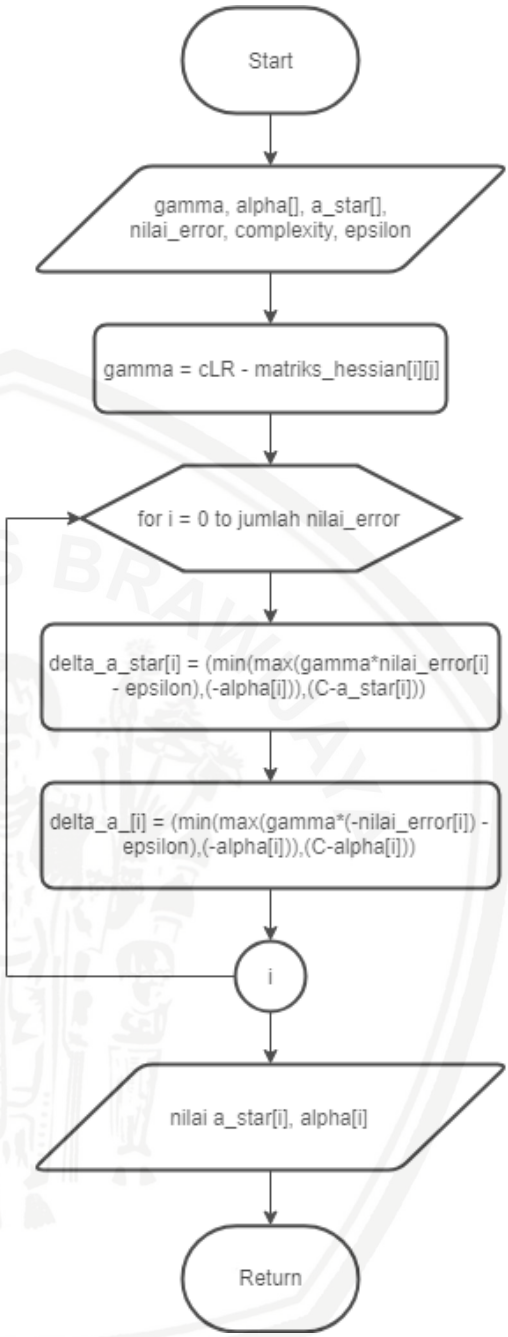 Start
gamma, alpha[], a_star[],
nilai_error, complexity, epsilon
gamma = cLR - matriks_hessian[i][j]
for i = 0 to jumlah nilai_error
delta_a_star[i] = (min(max(gamma*nilai_error[i]
- epsilon),(-alpha[i])),(C-a_star[i]))
delta_a_[i] = (min(max(gamma*(-nilai_error[i]) -
epsilon),(-alpha[i])),(C-alpha[i]))
i
nilai a_star[i], alpha[i]
Return
S BRAWIJAYA